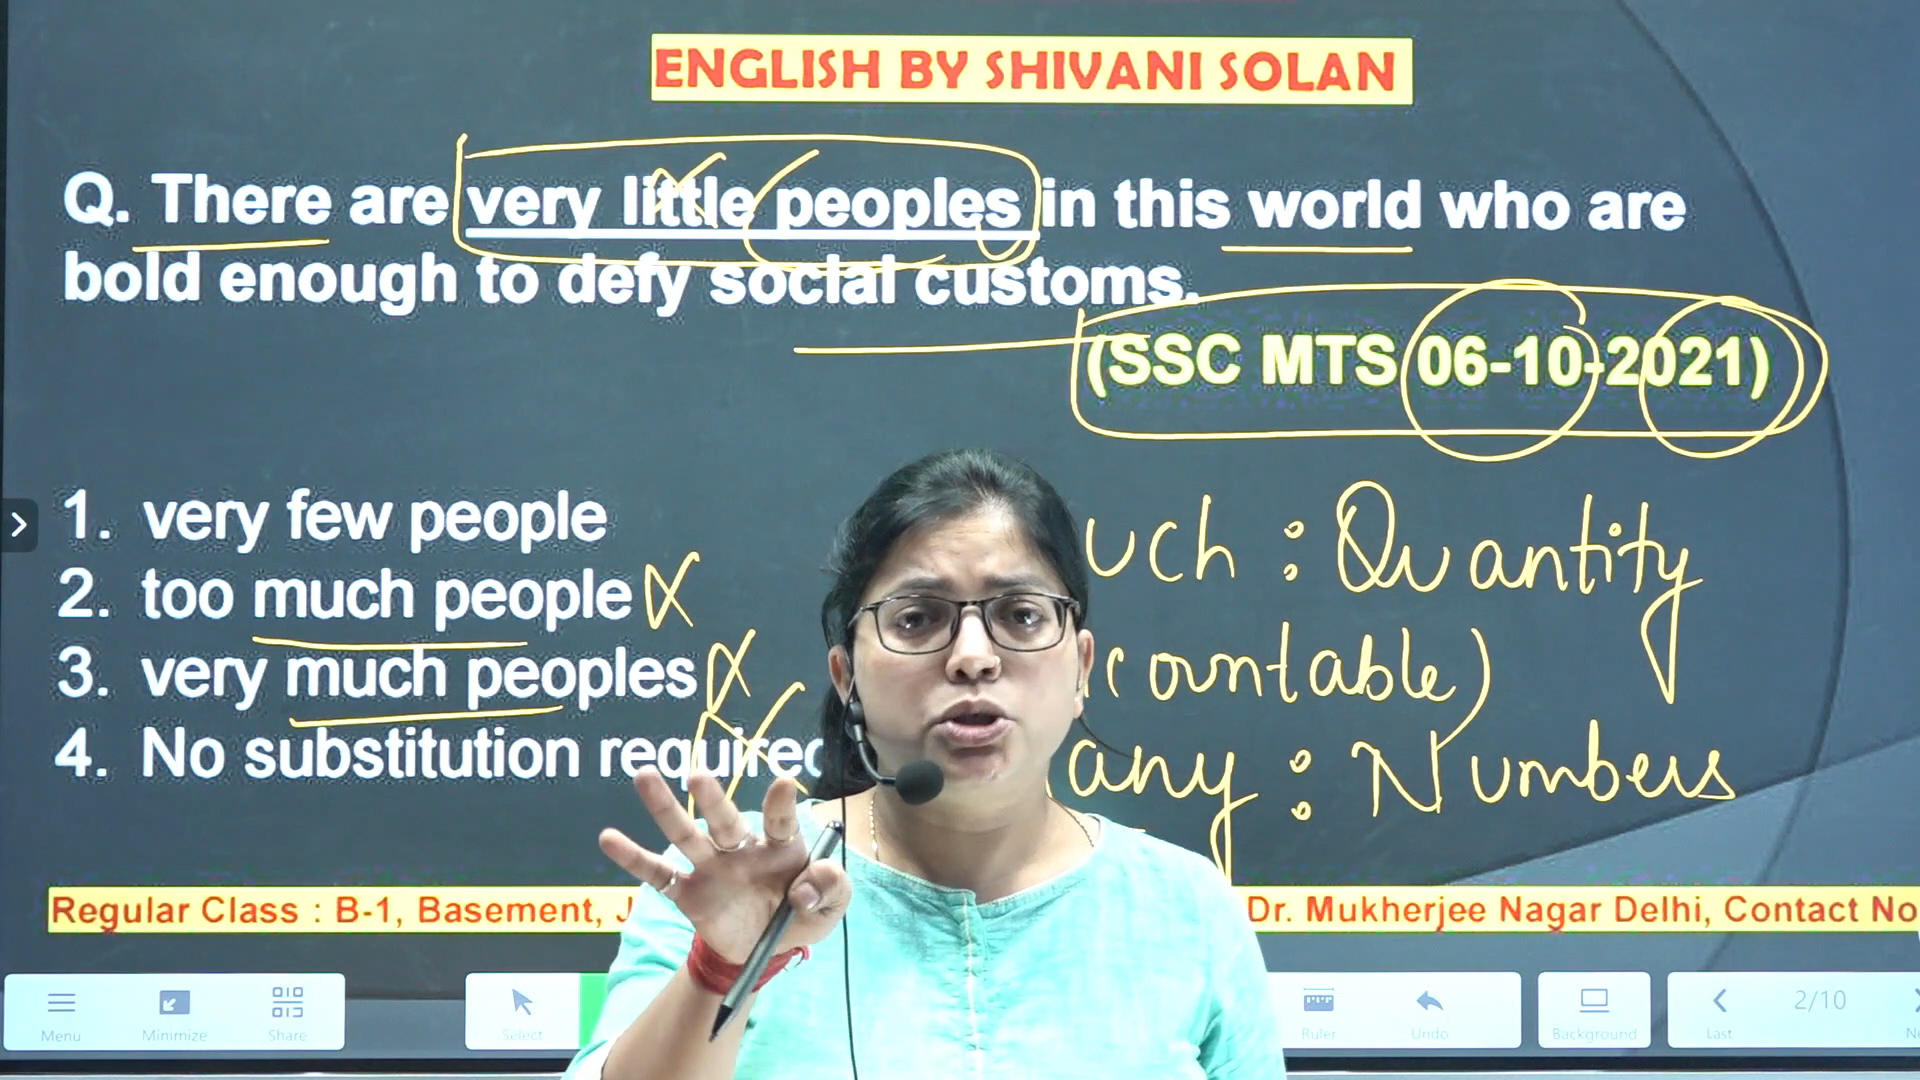 ENGLISH BY SHIVANI SOLAN
Q. There are very little peoples in this world who are
bold enough to defy social customs.
(SSC MTS 06-10-2021)
1. very few people
2. too much people
3. very much peoples
4. No substitution required
uch : Quantity
countable)
any : Numbers
Regular Class : B-1, Basement, J
Dr. Mukherjee Nagar Delhi, Contact No
Menu Minimize Share Select Ruler Undo Background Last 2/10